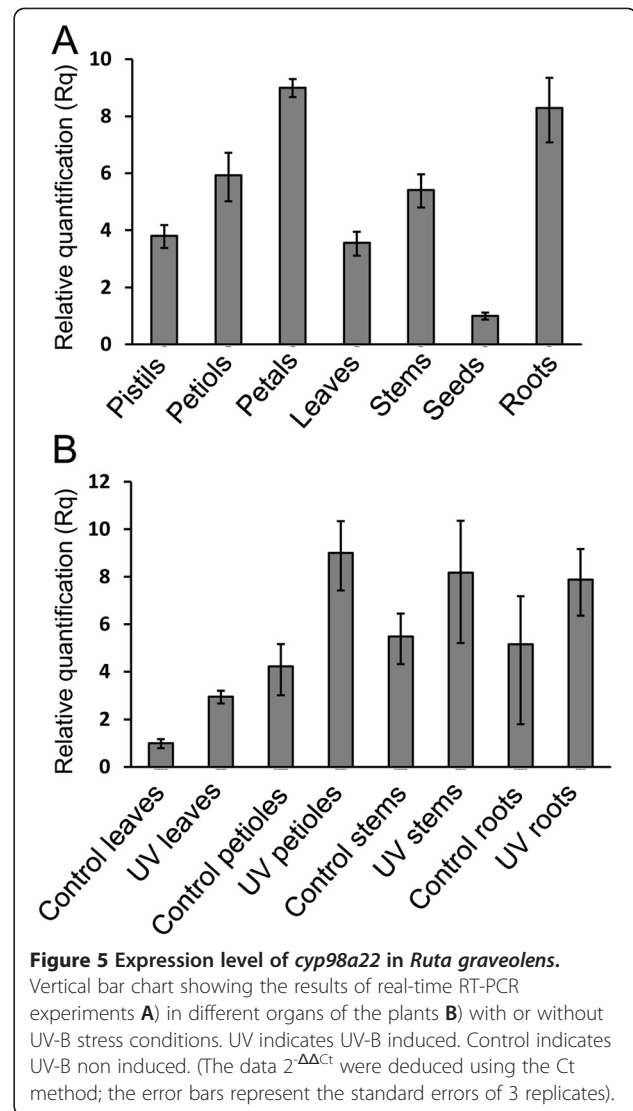 A
Relative quantification (Rq)
10
8
6
4
2
0
Pistils
Petiols
Petals
Leaves
Stems
Seeds
Roots
B
Relative quantification (Rq)
12
10
8
6
4
2
0
Control leaves
UV leaves
Control petioles
UV petioles
Control stems
UV stems
Control roots
UV roots
Figure 5 Expression level of cyp98a22 in Ruta graveolens.
Vertical bar chart showing the results of real-time RT-PCR
experiments A) in different organs of the plants B) with or without
UV-B stress conditions. UV indicates UV-B induced. Control indicates
UV-B non induced. (The data 2^-ΔΔCt were deduced using the Ct
method; the error bars represent the standard errors of 3 replicates).